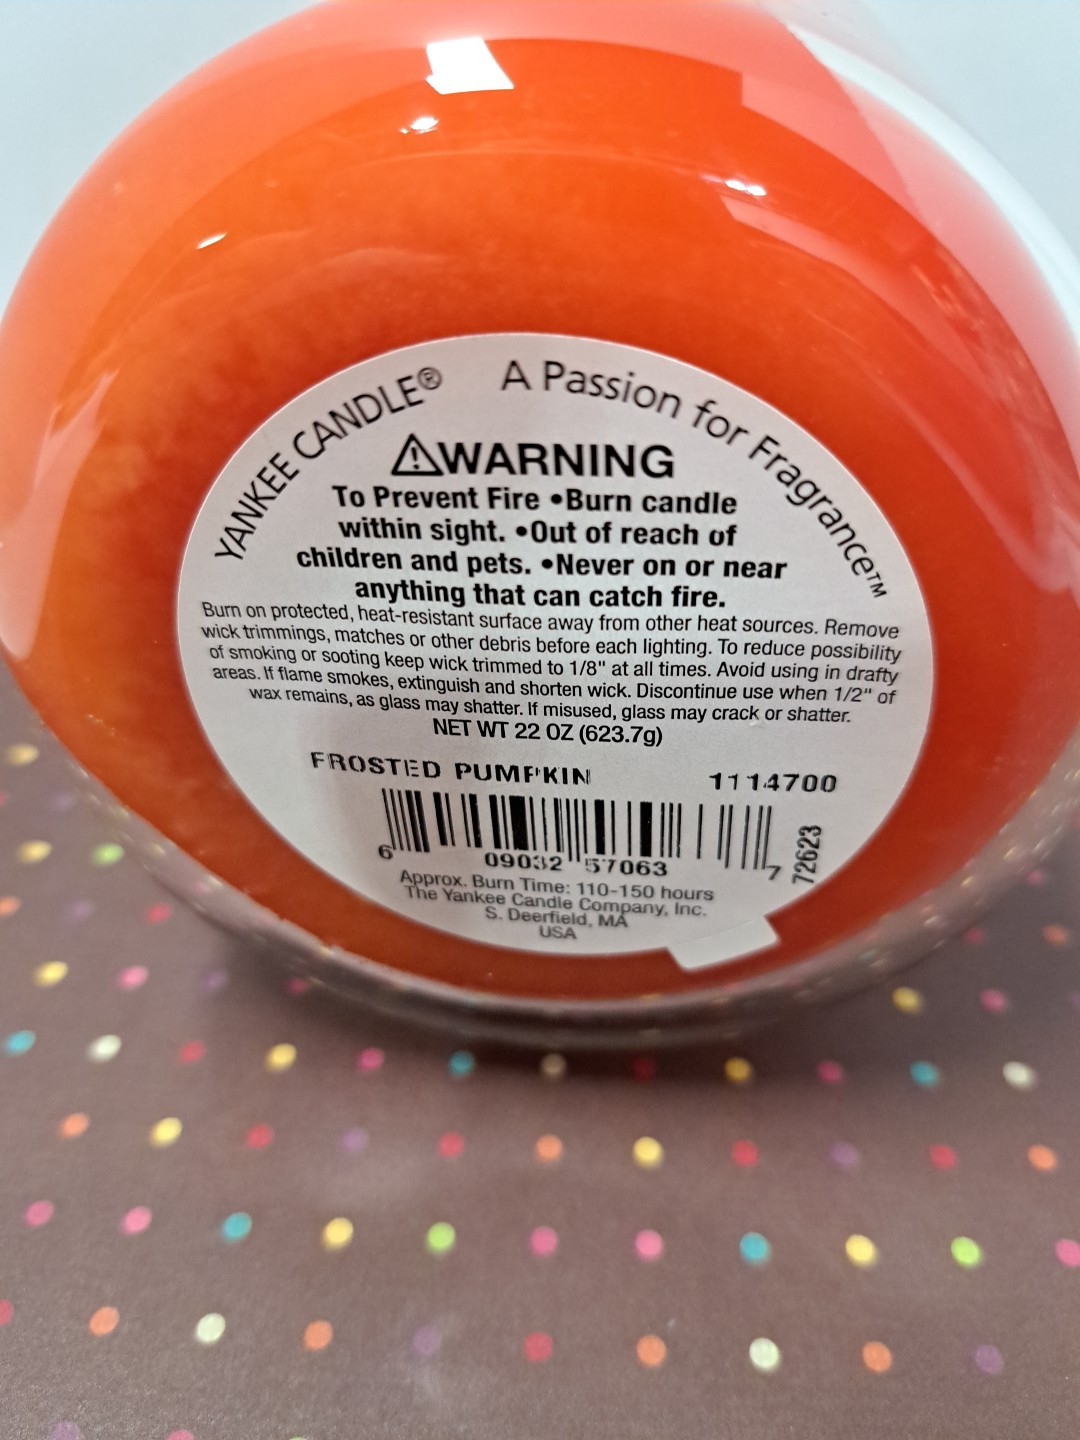 YANKEE CANDLE® A Passion for Fragrance™
⚠WARNING
To Prevent Fire •Burn candle
within sight. •Out of reach of
children and pets. •Never on or near
anything that can catch fire.
Burn on protected, heat-resistant surface away from other heat sources. Remove
wick trimmings, matches or other debris before each lighting. To reduce possibility
of smoking or sooting keep wick trimmed to 1/8" at all times. Avoid using in drafty
areas. If flame smokes, extinguish and shorten wick. Discontinue use when 1/2" of
wax remains, as glass may shatter. If misused, glass may crack or shatter.
NET WT 22 OZ (623.7g)
FROSTED PUMPKIN 1114700
6 09032 57063 7
72623
Approx. Burn Time: 110-150 hours
The Yankee Candle Company, Inc.
S. Deerfield, MA
USA